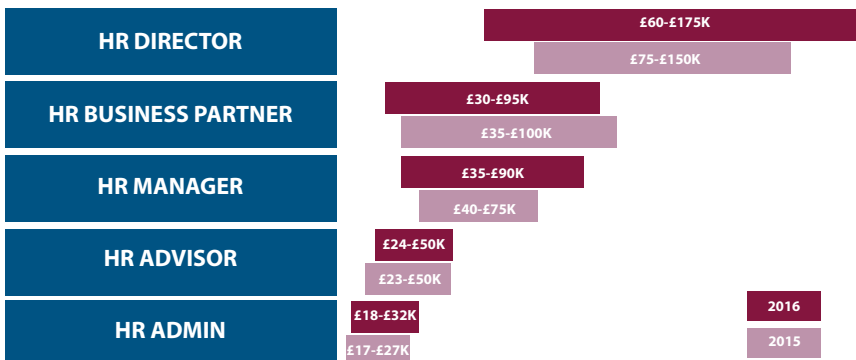 HR DIRECTOR
£60-£175K
£75-£150K
HR BUSINESS PARTNER
£30-£95K
£35-£100K
HR MANAGER
£35-£90K
£40-£75K
HR ADVISOR
£24-£50K
£23-£50K
HR ADMIN
£18-£32K
£17-£27K
2016
2015